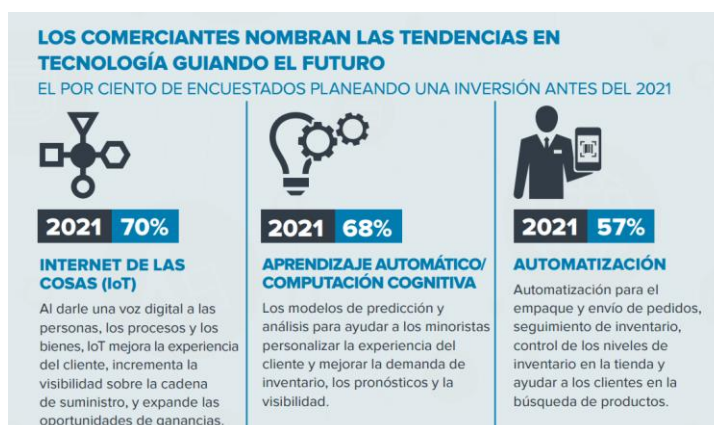 LOS COMERCIANTES NOMBRAN LAS TENDENCIAS EN
TECNOLOGÍA GUIANDO EL FUTURO
EL POR CIENTO DE ENCUESTADOS PLANEANDO UNA INVERSIÓN ANTES DEL 2021
2021 70%
INTERNET DE LAS
COSAS (IoT)
Al darle una voz digital a las
personas, los procesos y los
bienes, IoT mejora la experiencia
del cliente, incrementa la
visibilidad sobre la cadena
de suministro, y expande las
oportunidades de ganancias.
2021 68%
APRENDIZAJE AUTOMÁTICO/
COMPUTACIÓN COGNITIVA
Los modelos de predicción y
análisis para ayudar a los minoristas
personalizar la experiencia del
cliente y mejorar la demanda de
inventario, los pronósticos y la
visibilidad.
2021 57%
AUTOMATIZACIÓN
Automatización para el
empaque y envío de pedidos,
seguimiento de inventario,
control de los niveles de
inventario en la tienda y
ayudar a los clientes en la
búsqueda de productos.